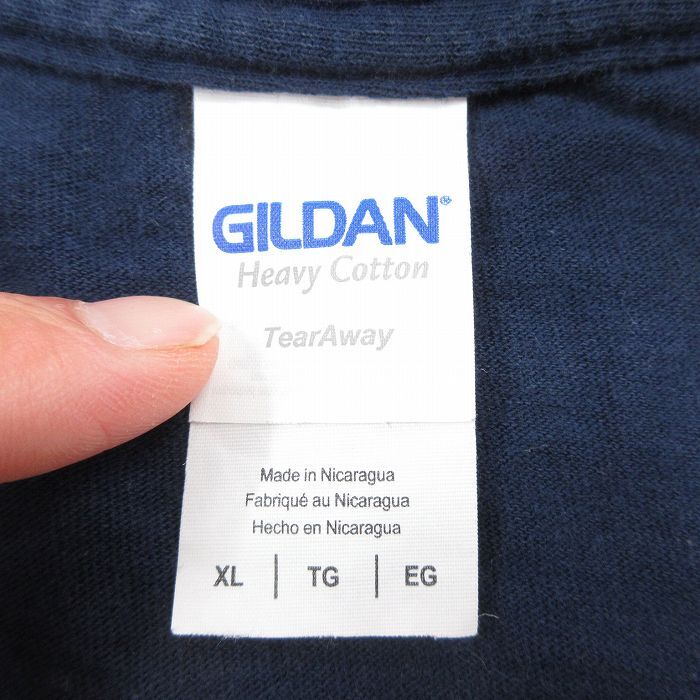 GILDAN®
Heavy Cotton
TearAway
Made in Nicaragua
Fabriqué au Nicaragua
Hecho en Nicaragua
XL | TG | EG